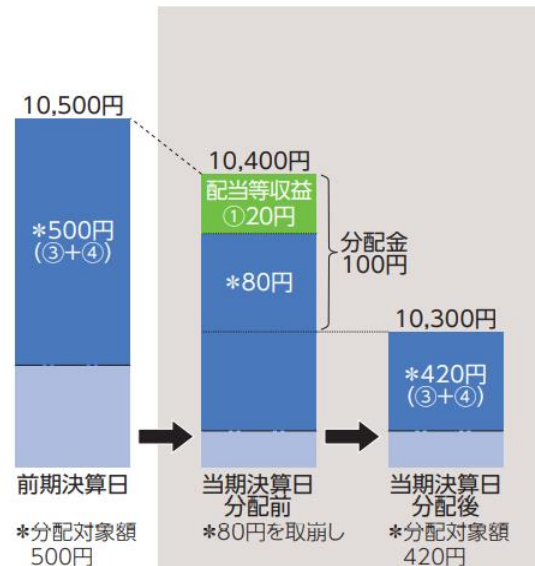 10,500円
*500円
(③+④)
前期決算日
*分配対象額
500円
10,400円
配当等収益
①20円
*80円
分配金
100円
当期決算日
分配前
*80円を取崩し
10,300円
*420円
(③+④)
当期決算日
分配後
*分配対象額
420円